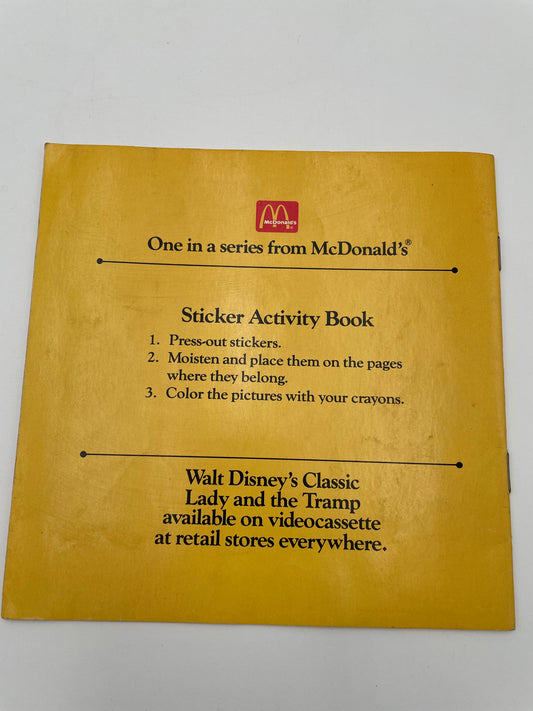 McDonald's®
One in a series from McDonald's®
Sticker Activity Book
1. Press-out stickers.
2. Moisten and place them on the pages
where they belong.
3. Color the pictures with your crayons.
Walt Disney's Classic
Lady and the Tramp
available on videocassette
at retail stores everywhere.